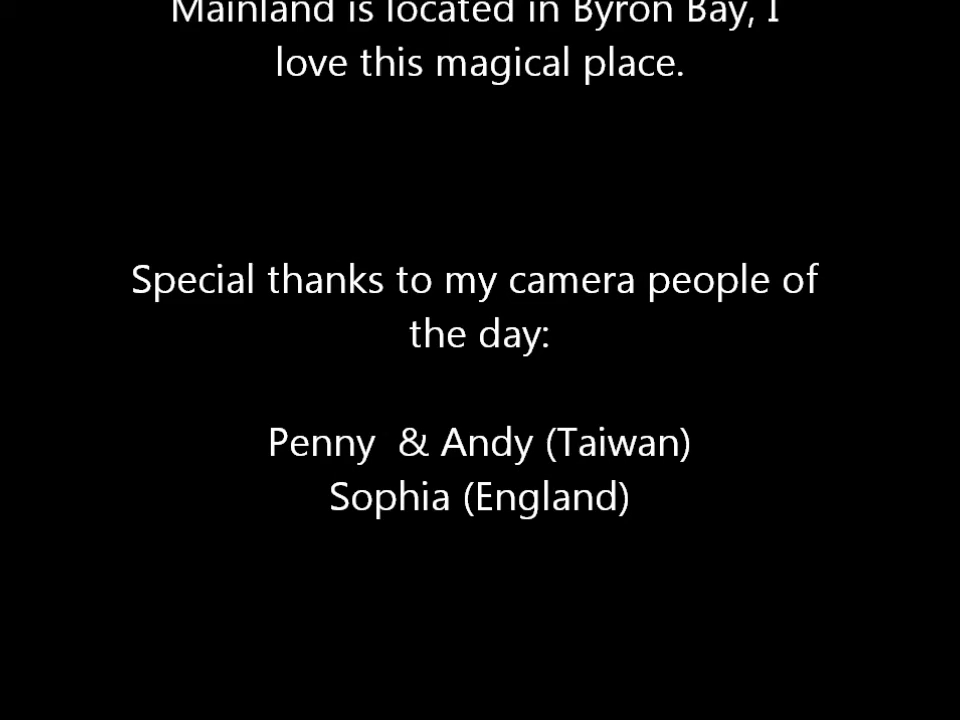 Mainland is located in Byron Bay, I
love this magical place.
Special thanks to my camera people of
the day:
Penny & Andy (Taiwan)
Sophia (England)